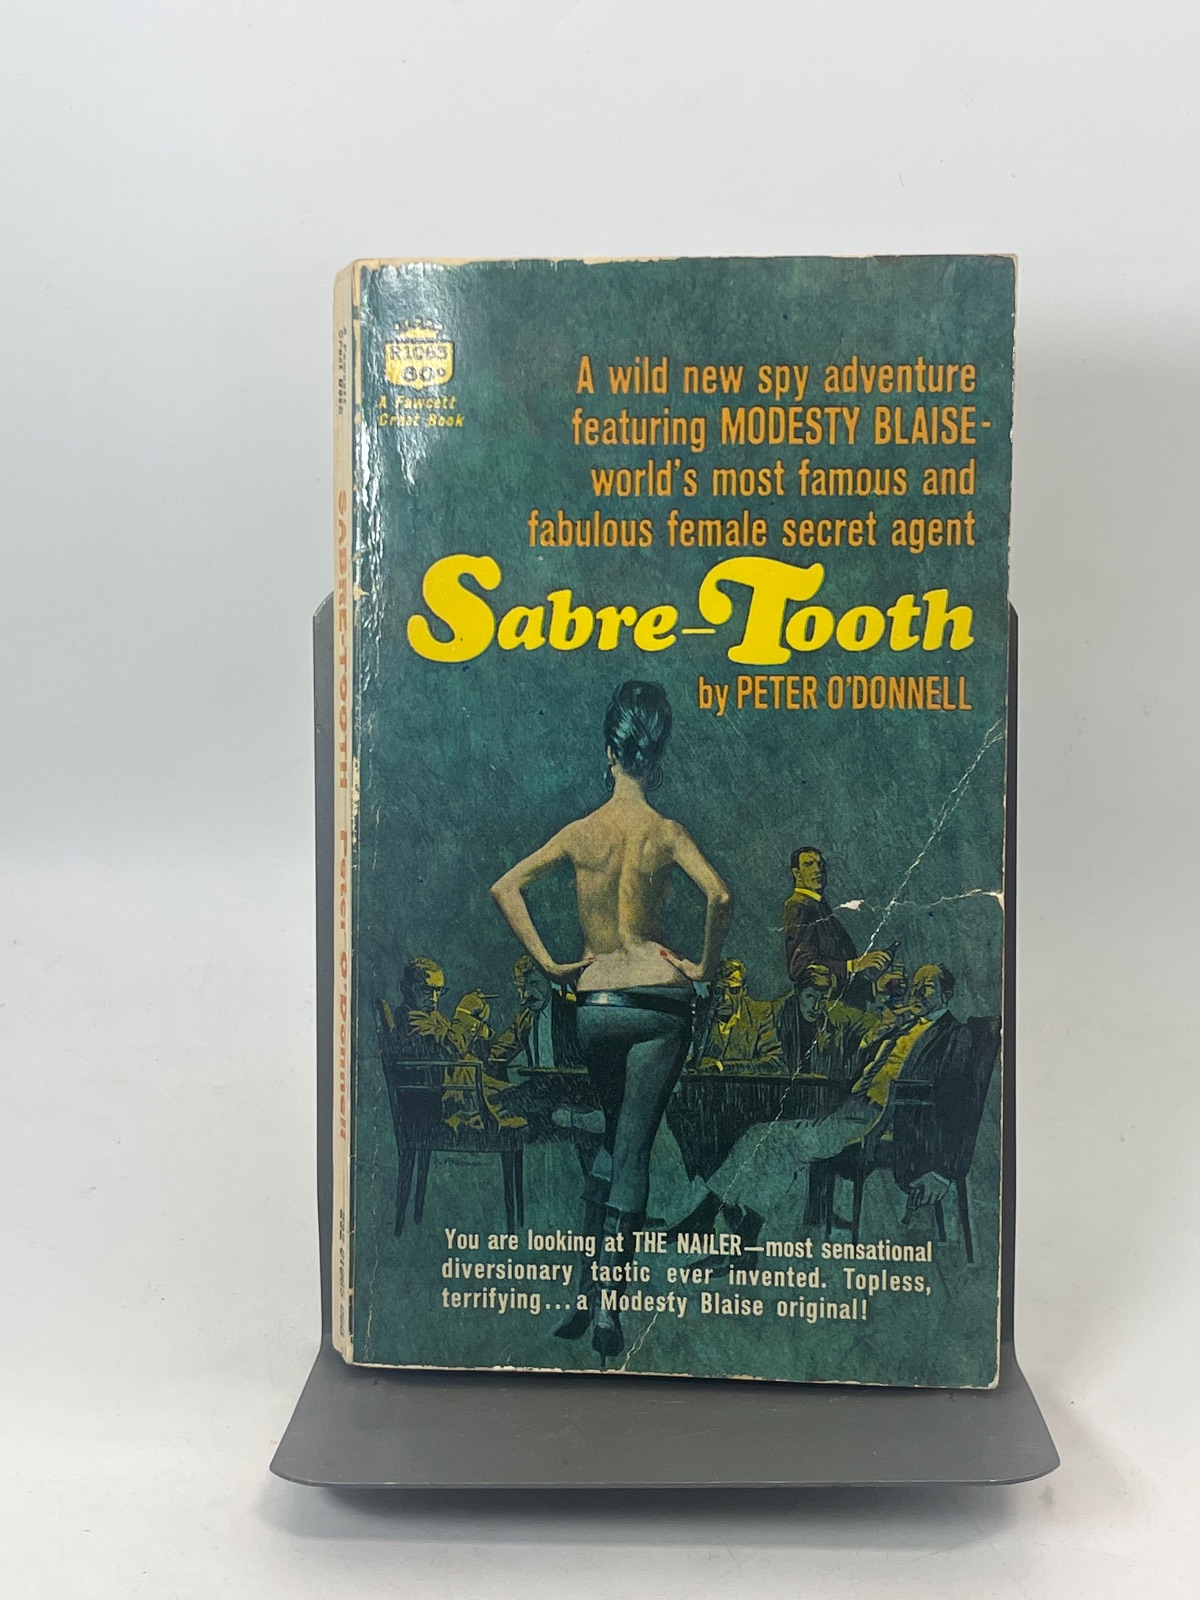 R1063
60¢
A Fawcett
Crest Book
A wild new spy adventure
featuring MODESTY BLAISE-
world's most famous and
fabulous female secret agent
Sabre-Tooth
by PETER O'DONNELL
You are looking at THE NAILER—most sensational
diversionary tactic ever invented. Topless,
terrifying...a Modesty Blaise original!
SABRE-TOOTH Peter O'Donnell